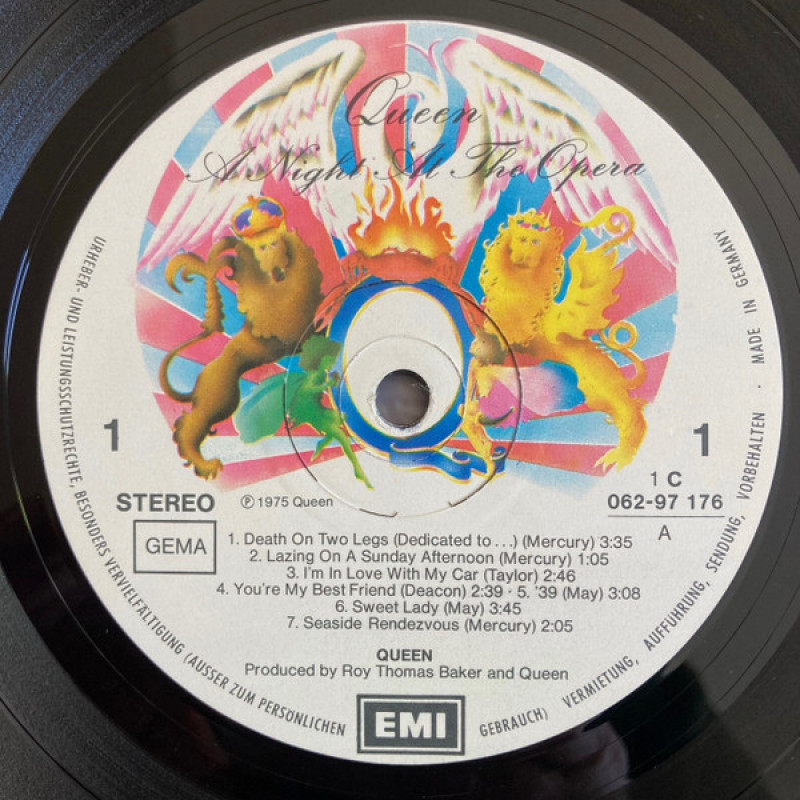 Queen
A Night At The Opera
URHEBER- UND LEISTUNGSSCHUTZRECHTE, BESONDERS VERVIELFÄLTIGUNG (AUSSER ZUM PERSÖNLICHEN GEBRAUCH) VERMIETUNG, AUFFÜHRUNG, SENDUNG, VORBEHALTEN · MADE IN GERMANY
1
1
STEREO
℗ 1975 Queen
1 C
062-97 176
A
GEMA
1. Death On Two Legs (Dedicated to ...) (Mercury) 3:35
2. Lazing On A Sunday Afternoon (Mercury) 1:05
3. I'm In Love With My Car (Taylor) 2:46
4. You're My Best Friend (Deacon) 2:39 · 5. '39 (May) 3:08
6. Sweet Lady (May) 3:45
7. Seaside Rendezvous (Mercury) 2:05
QUEEN
Produced by Roy Thomas Baker and Queen
EMI